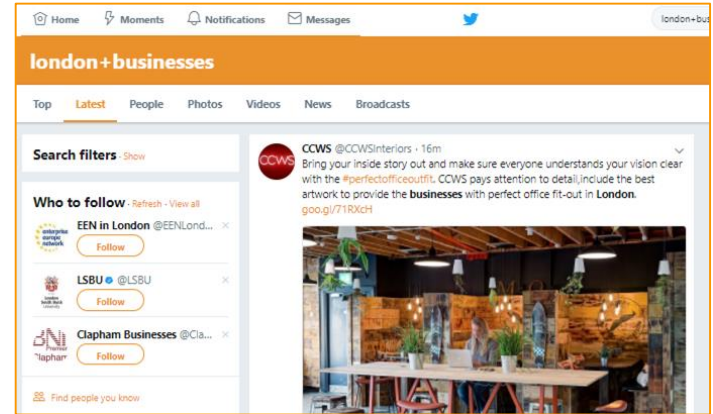 Home Moments Notifications Messages london+bus
london+businesses
Top Latest People Photos Videos News Broadcasts
Search filters · Show
Who to follow · Refresh · View all
enterprise
europe
network
EEN in London @EENLond... ×
Follow
LSBU @LSBU ×
Follow
Clapham Businesses @Cla... ×
Clapham
Follow
Find people you know
CCWS
CCWS @CCWSInteriors · 16m
Bring your inside story out and make sure everyone understands your vision clear
with the #perfectofficeoutfit. CCWS pays attention to detail,include the best
artwork to provide the businesses with perfect office fit-out in London.
goo.gl/71RXcH